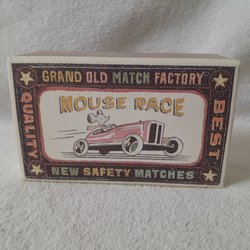 GRAND OLD MATCH FACTORY
QUALITY
MOUSE RACE
BEST
NEW SAFETY MATCHES